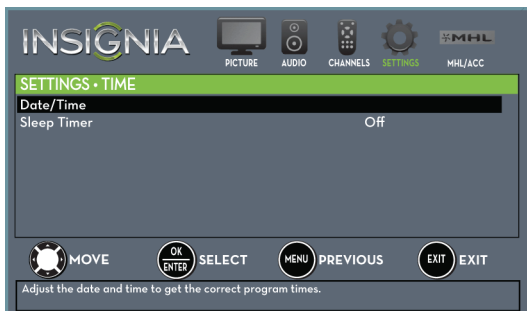 INSIGNIA
PICTURE AUDIO CHANNELS SETTINGS MHL MHL/ACC
SETTINGS • TIME
Date/Time
Sleep Timer Off
MOVE OK ENTER SELECT MENU PREVIOUS EXIT EXIT
Adjust the date and time to get the correct program times.